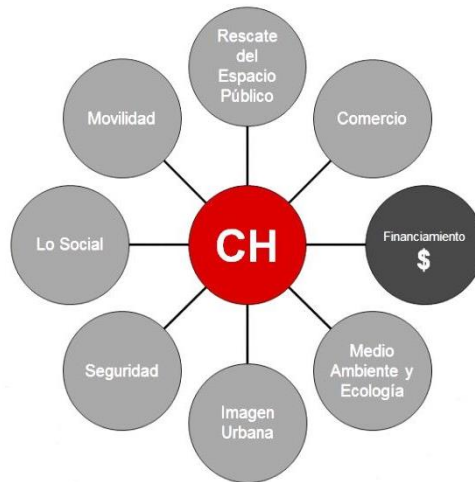 Rescate
del
Espacio
Público
Movilidad
Comercio
Lo Social
CH
Financiamiento
$
Seguridad
Medio
Ambiente y
Ecología
Imagen
Urbana